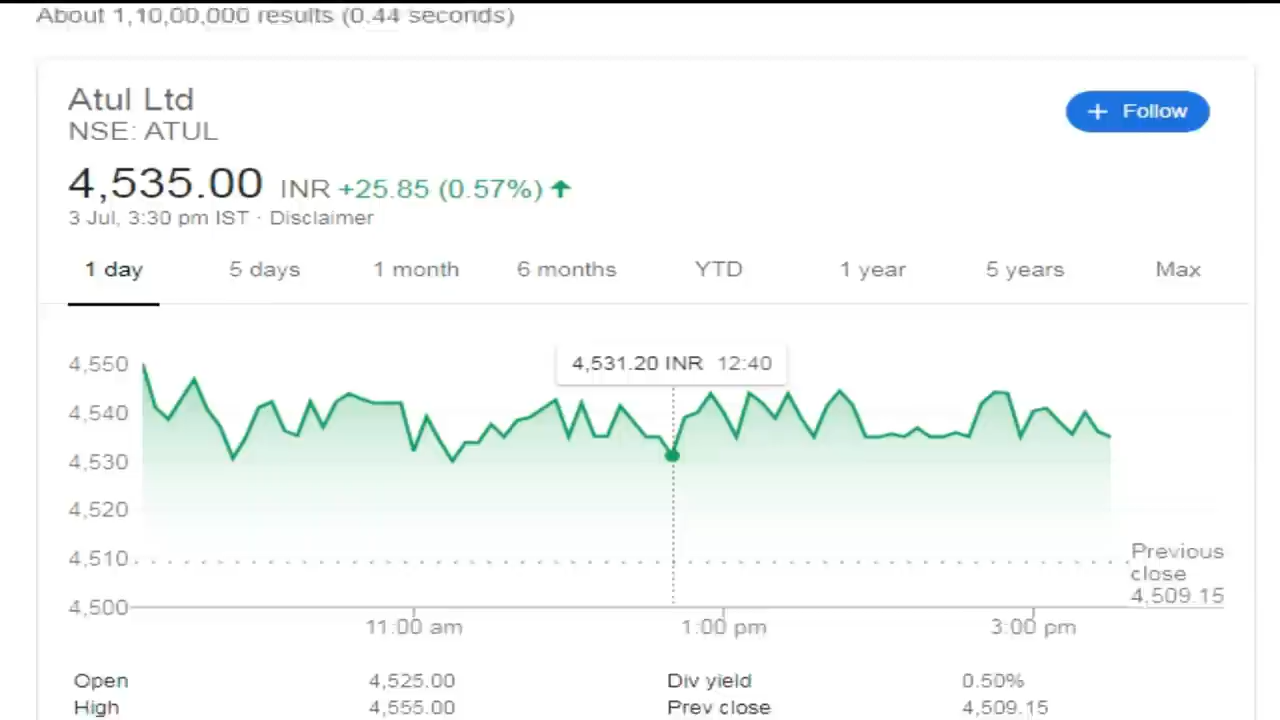 About 1,10,00,000 results (0.44 seconds)
Atul Ltd
+ Follow
NSE: ATUL
4,535.00 INR +25.85 (0.57%)
3 Jul, 3:30 pm IST · Disclaimer
1 day 5 days 1 month 6 months YTD 1 year 5 years Max
4,531.20 INR 12:40
4,550
4,540
4,530
4,520
4,510
4,500
Previous
close
4,509.15
11:00 am 1:00 pm 3:00 pm
Open 4,525.00 Div yield 0.50%
High 4,555.00 Prev close 4,509.15